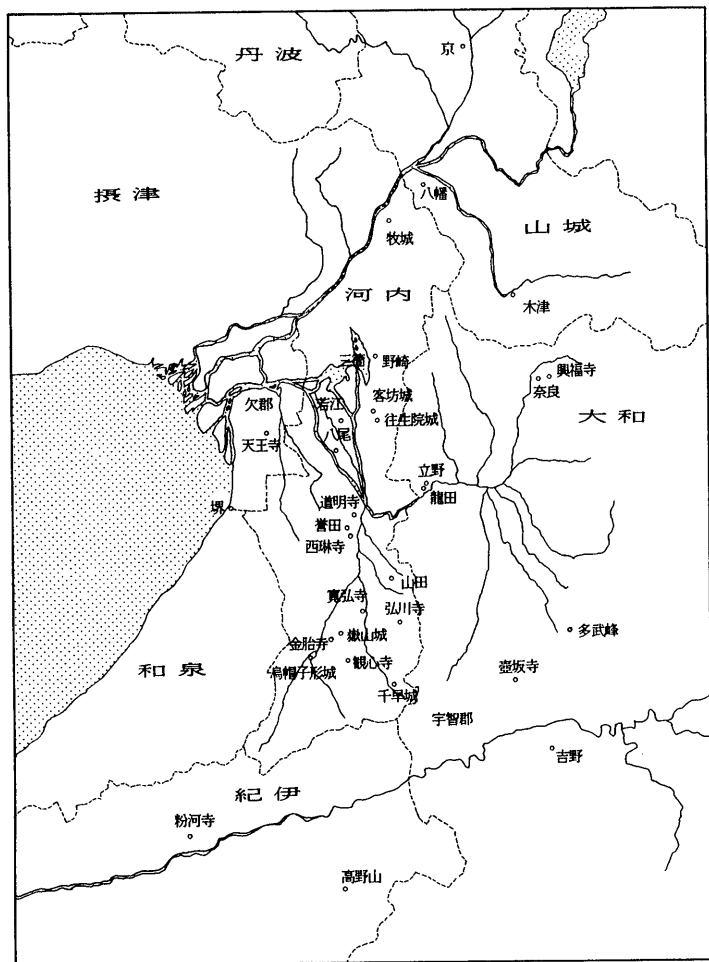 丹波
京
摂津
八幡
牧城
山城
河内
木津
三箇
野崎
興福寺
奈良
大和
客坊城
欠郡
若江
往生院城
天王寺
八尾
立野
龍田
堺
道明寺
誉田
西琳寺
山田
寛弘寺
弘川寺
金胎寺
嶽山城
多武峰
和泉
烏帽子形城
観心寺
壺坂寺
千早城
宇智郡
吉野
紀伊
粉河寺
高野山